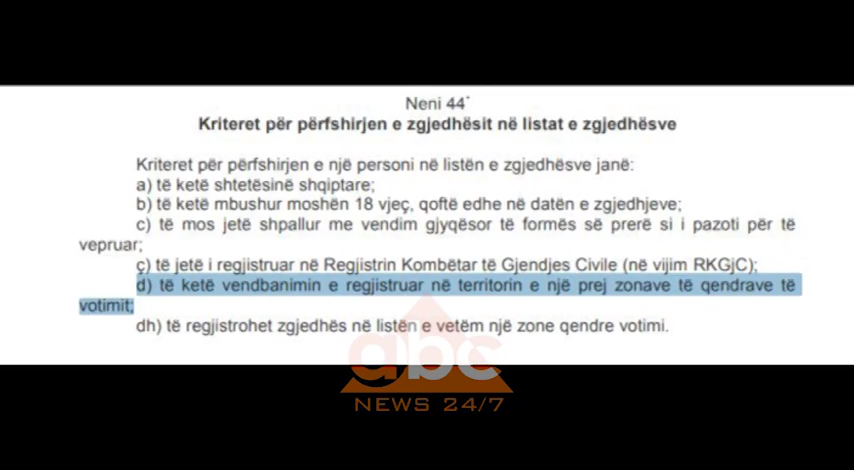 Neni 44*
Kriteret për përfshirjen e zgjedhësit në listat e zgjedhësve
Kriteret për përfshirjen e një personi në listën e zgjedhësve janë:
a) të ketë shtetësinë shqiptare;
b) të ketë mbushur moshën 18 vjeç, qoftë edhe në datën e zgjedhjeve;
c) të mos jetë shpallur me vendim gjyqësor të formës së prerë si i pazoti për të
vepruar;
ç) të jetë i regjistruar në Regjistrin Kombëtar të Gjendjes Civile (në vijim RKGjC);
d) të ketë vendbanimin e regjistruar në territorin e një prej zonave të qendrave të
votimit;
dh) të regjistrohet zgjedhës në listën e vetëm një zone qendre votimi.
abc
NEWS 24/7